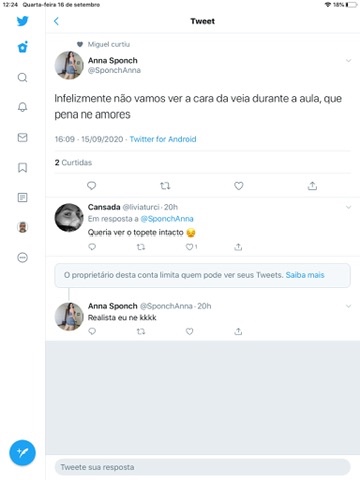 12:24 Quarta-feira 16 de setembro 18%
Tweet
Miguel curtiu
Anna Sponch
@SponchAnna
Infelizmente não vamos ver a cara da veia durante a aula, que
pena ne amores
16:09 · 15/09/2020 · Twitter for Android
2 Curtidas
Cansada @liviaturci · 20h
Em resposta a @SponchAnna
Queria ver o topete intacto 😔
1
O proprietário desta conta limita quem pode ver seus Tweets. Saiba mais
Anna Sponch @SponchAnna · 20h
Realista eu ne kkkk
Tweete sua resposta